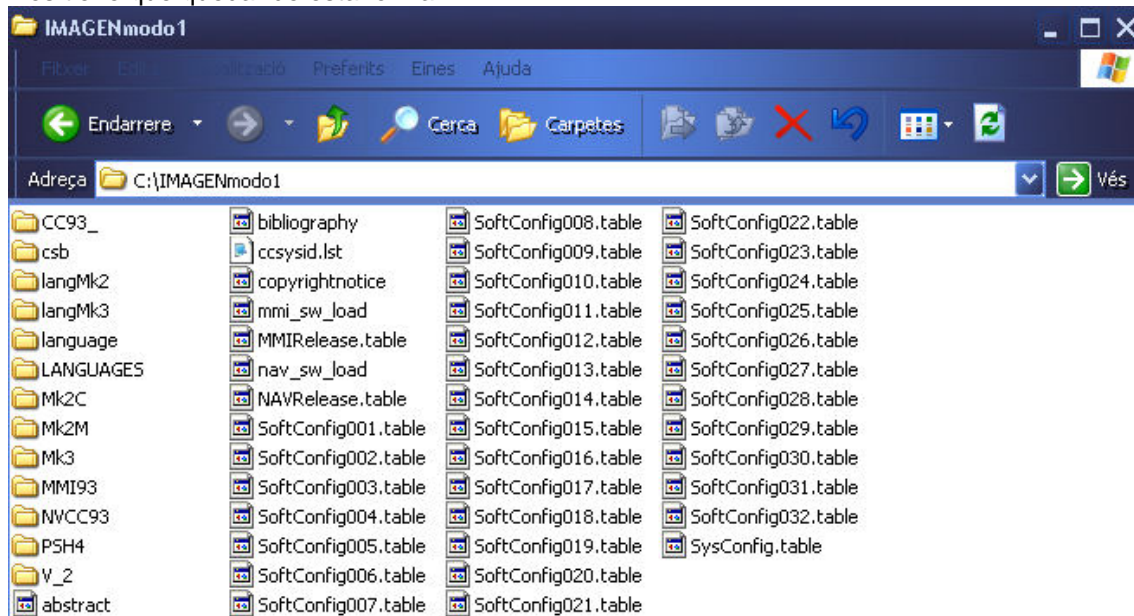 IMAGENmodo1
Fitxer Preferits Eines Ajuda
Endarrere Cerca Carpetes
Adreça C:\IMAGENmodo1 Vés
CC93_
csb
langMk2
langMk3
language
LANGUAGES
Mk2C
Mk2M
Mk3
MMI93
NVCC93
PSH4
V_2
abstract
bibliography
ccsysid.lst
copyrightnotice
mmi_sw_load
MMIRelease.table
nav_sw_load
NAVRelease.table
SoftConfig001.table
SoftConfig002.table
SoftConfig003.table
SoftConfig004.table
SoftConfig005.table
SoftConfig006.table
SoftConfig007.table
SoftConfig008.table
SoftConfig009.table
SoftConfig010.table
SoftConfig011.table
SoftConfig012.table
SoftConfig013.table
SoftConfig014.table
SoftConfig015.table
SoftConfig016.table
SoftConfig017.table
SoftConfig018.table
SoftConfig019.table
SoftConfig020.table
SoftConfig021.table
SoftConfig022.table
SoftConfig023.table
SoftConfig024.table
SoftConfig025.table
SoftConfig026.table
SoftConfig027.table
SoftConfig028.table
SoftConfig029.table
SoftConfig030.table
SoftConfig031.table
SoftConfig032.table
SysConfig.table